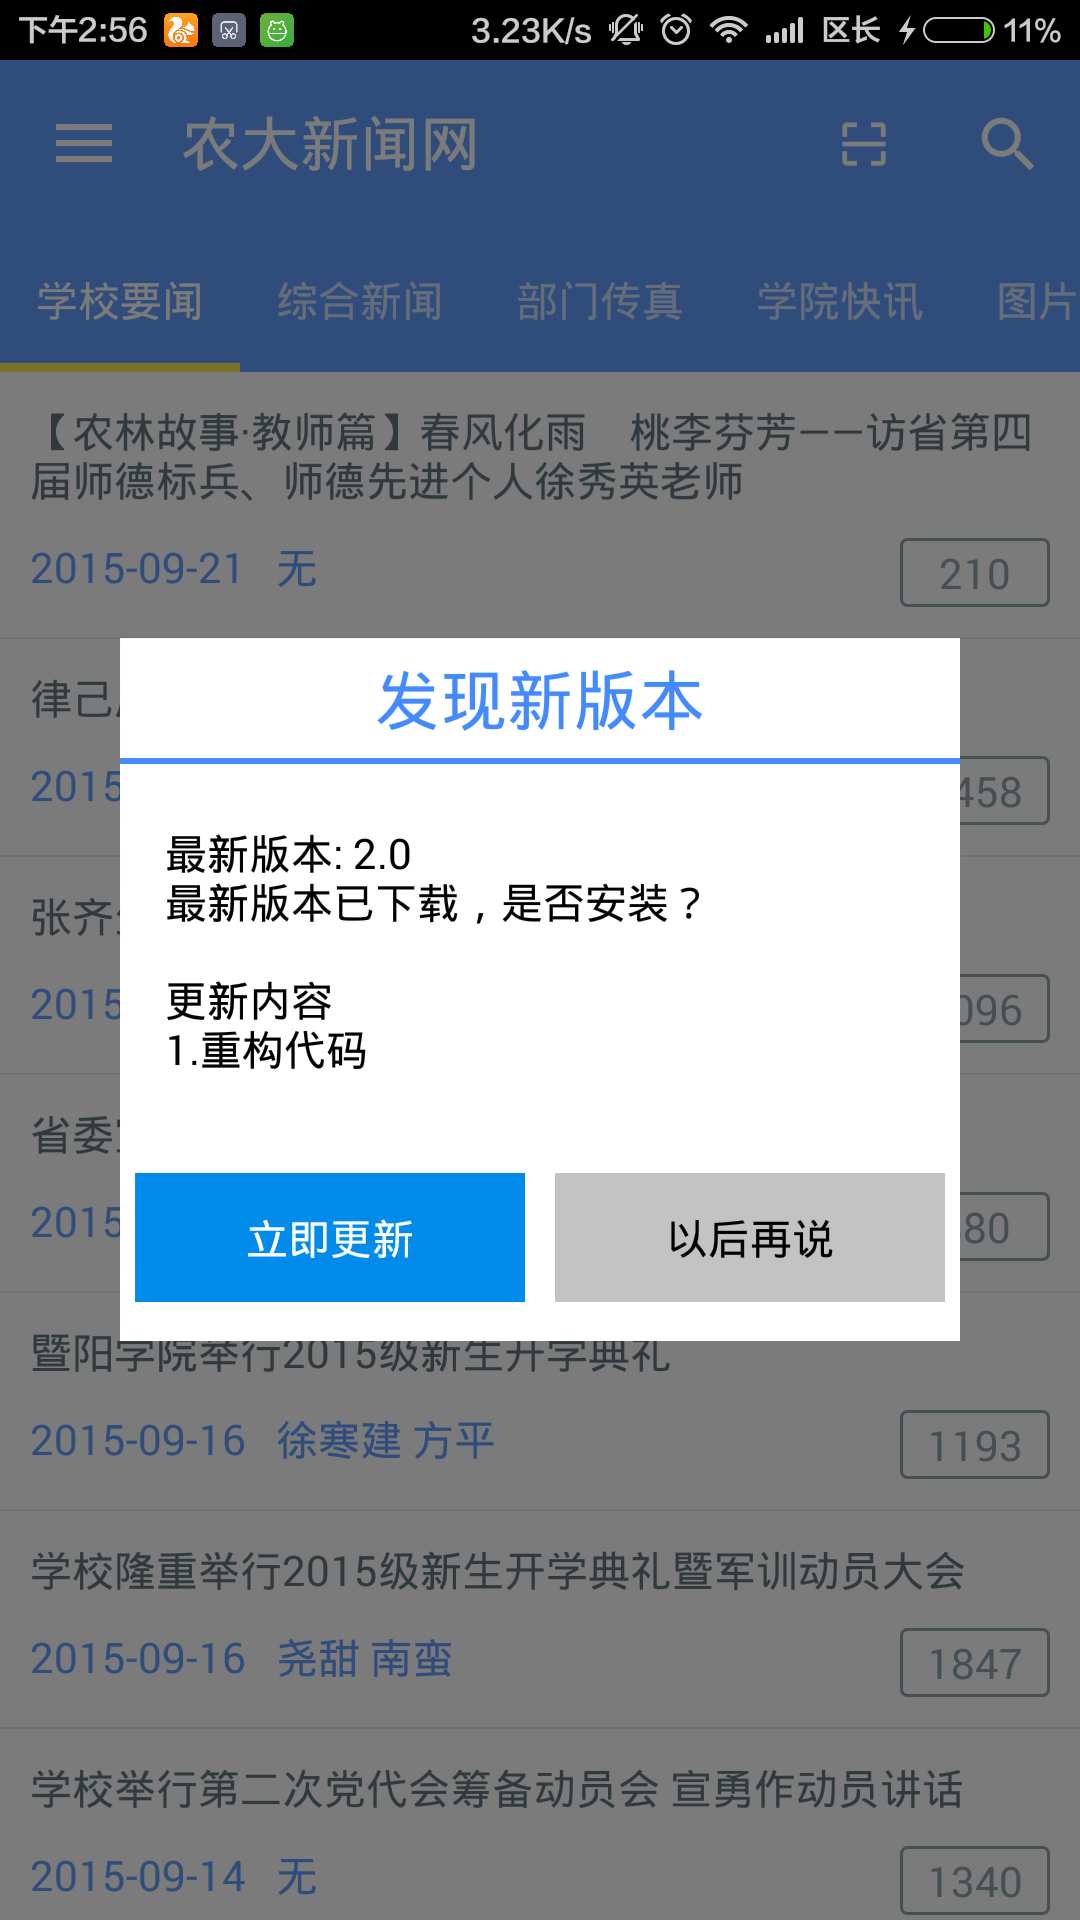 下午2:56
3.23K/s
区长
11%
农大新闻网
学校要闻 综合新闻 部门传真 学院快讯 图片
【农林故事·教师篇】春风化雨　桃李芬芳——访省第四
届师德标兵、师德先进个人徐秀英老师
2015-09-21 无
210
律己
发现新版本
2015
458
最新版本: 2.0
张齐
最新版本已下载，是否安装？
2015
096
更新内容
1.重构代码
省委
2015
80
立即更新
以后再说
暨阳学院举行2015级新生开学典礼
2015-09-16 徐寒建 方平
1193
学校隆重举行2015级新生开学典礼暨军训动员大会
2015-09-16 尧甜 南蛮
1847
学校举行第二次党代会筹备动员会 宣勇作动员讲话
2015-09-14 无
1340